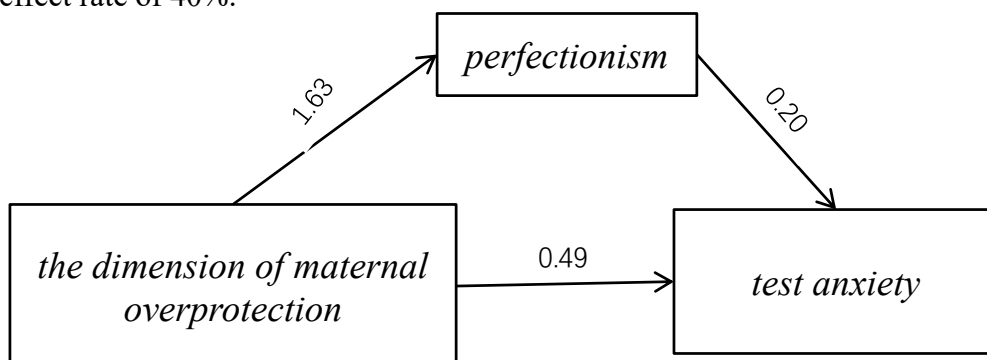 effect rate of 40%.
perfectionism
1.63
0.20
the dimension of maternal
overprotection
0.49
test anxiety